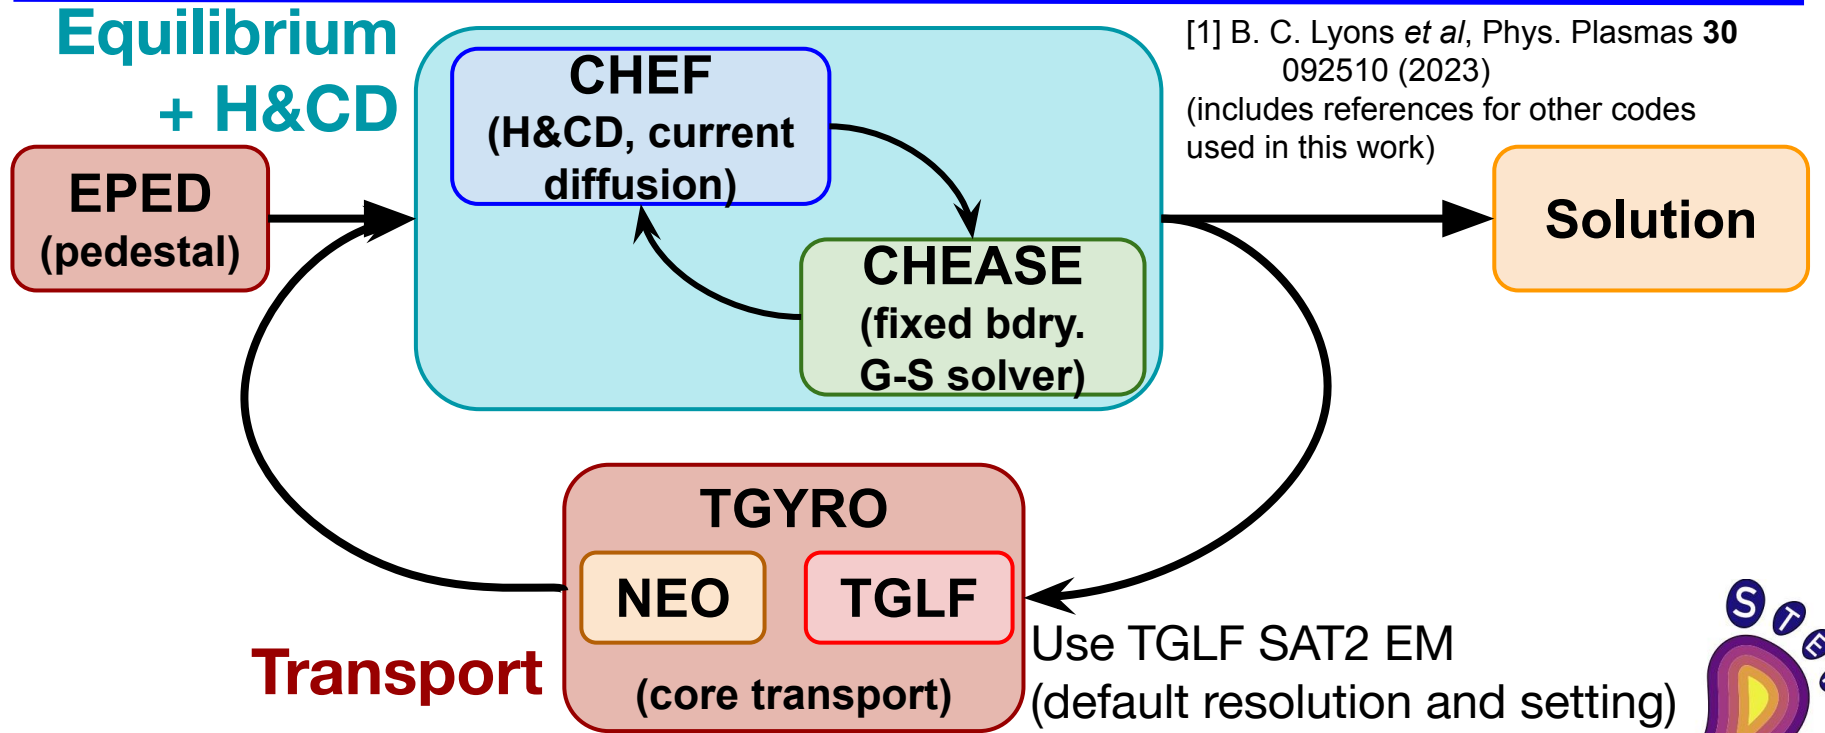 Equilibrium
+ H&CD
CHEF
(H&CD, current
diffusion)
[1] B. C. Lyons et al, Phys. Plasmas 30
092510 (2023)
(includes references for other codes
used in this work)
EPED
(pedestal)
Solution
CHEASE
(fixed bdry.
G-S solver)
TGYRO
NEO
TGLF
(core transport)
Transport
Use TGLF SAT2 EM
(default resolution and setting)
STE